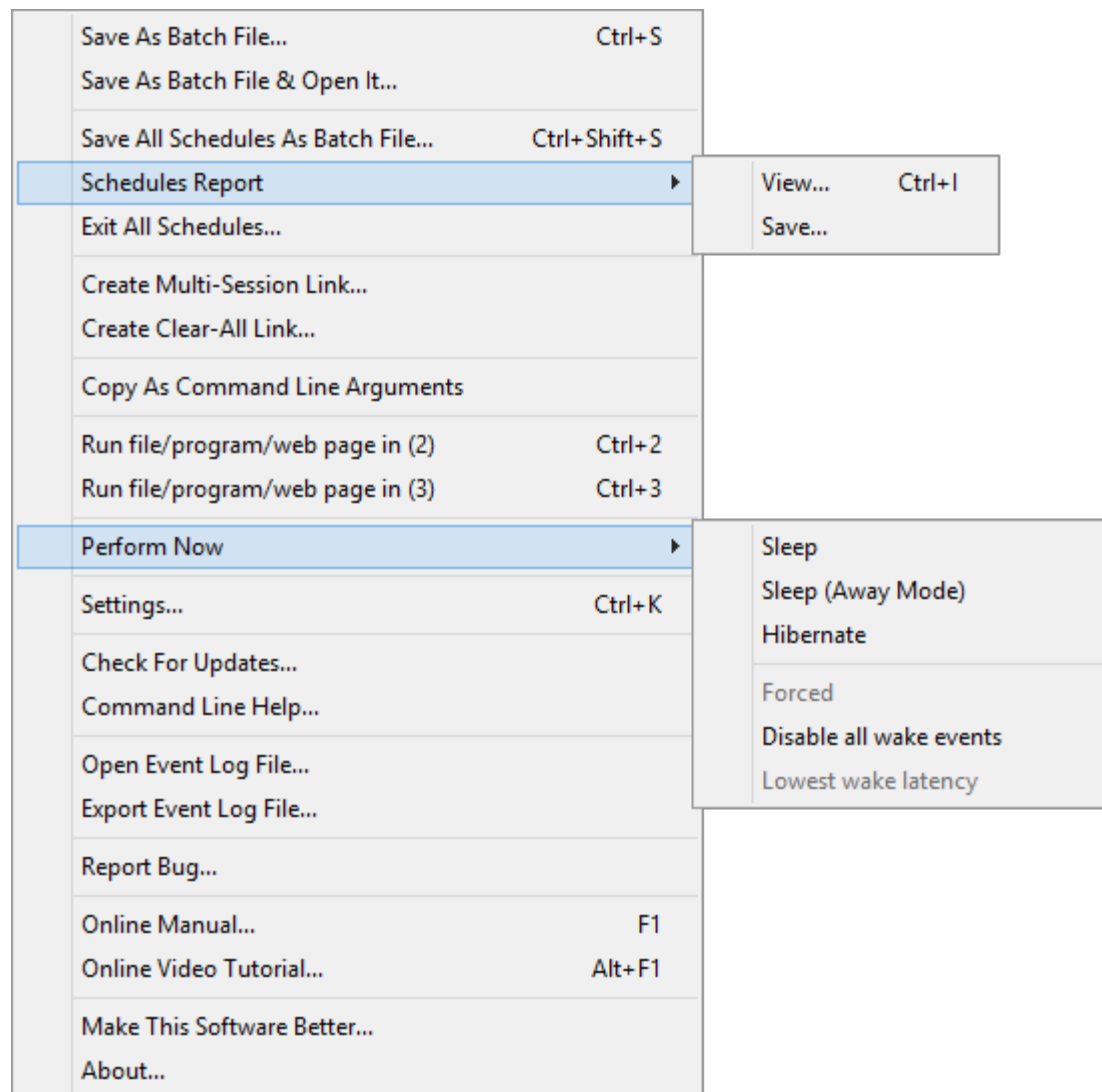 Save As Batch File... Ctrl+S
Save As Batch File & Open It...
Save All Schedules As Batch File... Ctrl+Shift+S
Schedules Report
View... Ctrl+I
Save...
Exit All Schedules...
Create Multi-Session Link...
Create Clear-All Link...
Copy As Command Line Arguments
Run file/program/web page in (2) Ctrl+2
Run file/program/web page in (3) Ctrl+3
Perform Now
Sleep
Sleep (Away Mode)
Hibernate
Forced
Disable all wake events
Lowest wake latency
Settings... Ctrl+K
Check For Updates...
Command Line Help...
Open Event Log File...
Export Event Log File...
Report Bug...
Online Manual... F1
Online Video Tutorial... Alt+F1
Make This Software Better...
About...